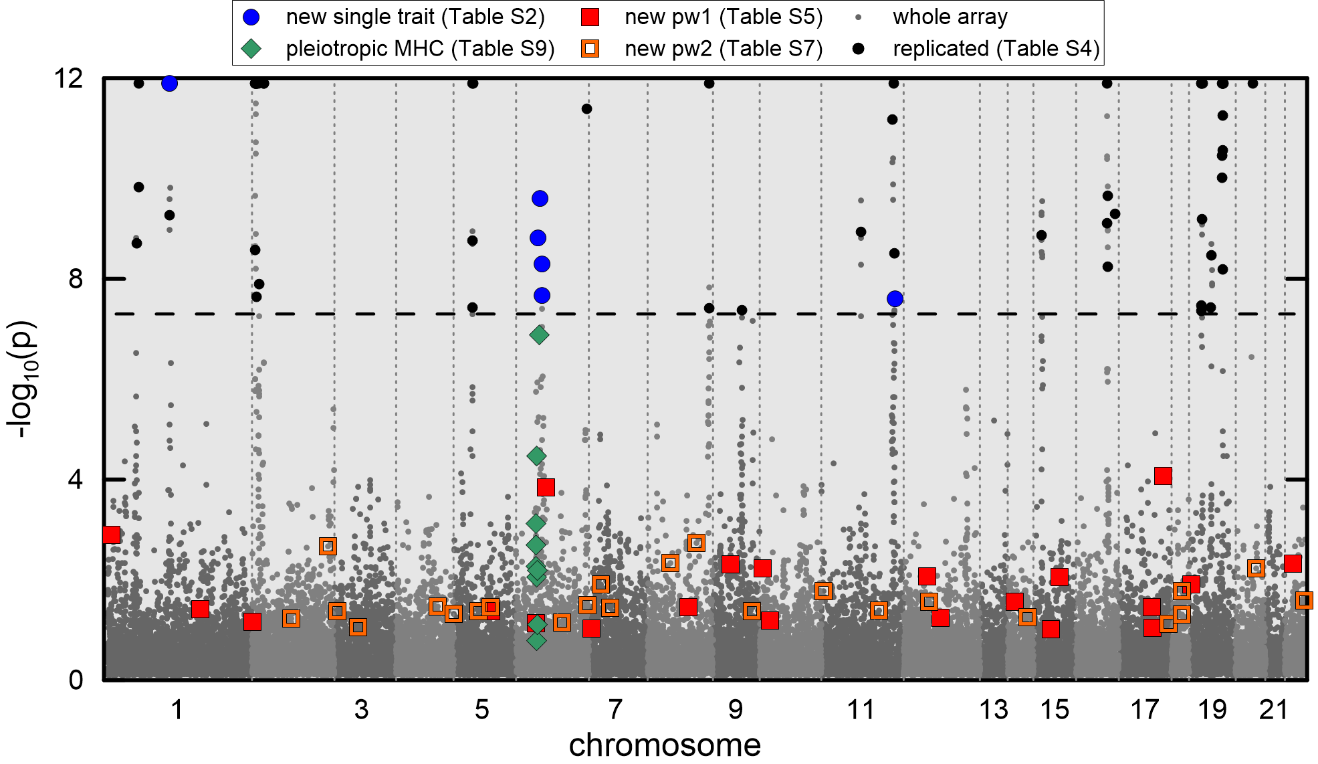 new single trait (Table S2) new pw1 (Table S5) whole array
pleiotropic MHC (Table S9) new pw2 (Table S7) replicated (Table S4)
12
8
4
0
-log10(p)
1 3 5 7 9 11 13 15 17 19 21
chromosome